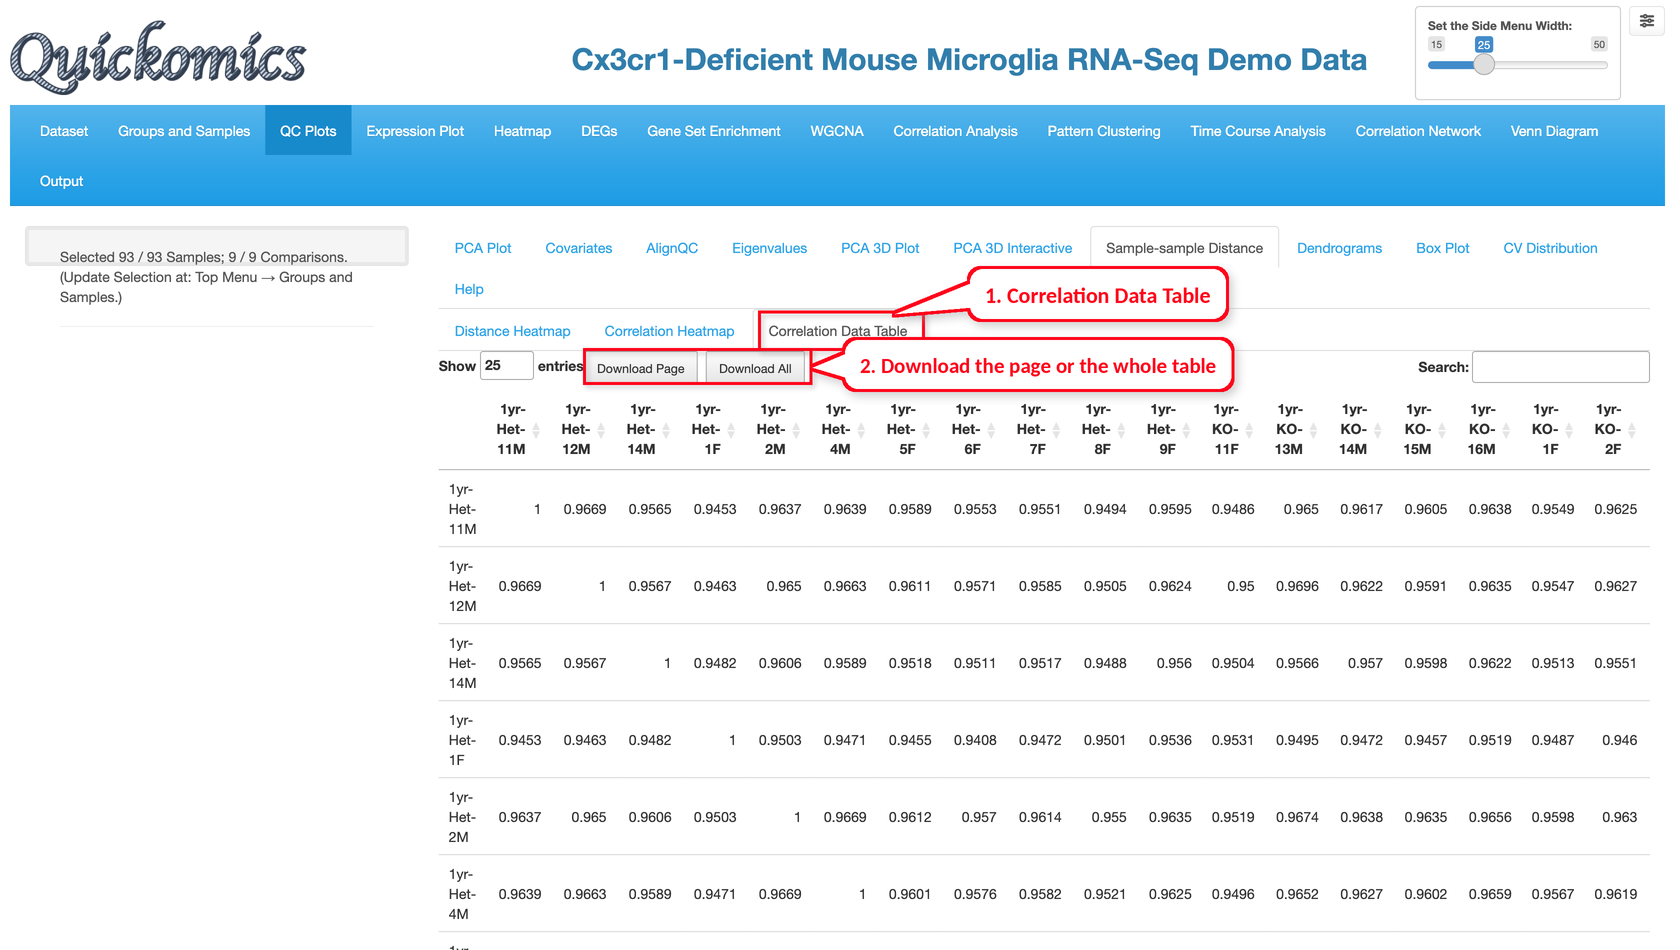 Quickomics
Cx3cr1-Deficient Mouse Microglia RNA-Seq Demo Data
Set the Side Menu Width:
15 25 50
Dataset Groups and Samples QC Plots Expression Plot Heatmap DEGs Gene Set Enrichment WGCNA Correlation Analysis Pattern Clustering Time Course Analysis Correlation Network Venn Diagram
Output
Selected 93 / 93 Samples; 9 / 9 Comparisons.
(Update Selection at: Top Menu → Groups and
Samples.)
PCA Plot Covariates AlignQC Eigenvalues PCA 3D Plot PCA 3D Interactive Sample-sample Distance Dendrograms Box Plot CV Distribution
Help
1. Correlation Data Table
Distance Heatmap Correlation Heatmap Correlation Data Table
Show 25 entries Download Page Download All 2. Download the page or the whole table Search:
1yr- 1yr- 1yr- 1yr- 1yr- 1yr- 1yr- 1yr- 1yr- 1yr- 1yr- 1yr- 1yr- 1yr- 1yr- 1yr- 1yr- 1yr-
Het- Het- Het- Het- Het- Het- Het- Het- Het- Het- Het- KO- KO- KO- KO- KO- KO- KO-
11M 12M 14M 1F 2M 4M 5F 6F 7F 8F 9F 11F 13M 14M 15M 16M 1F 2F
1yr-
Het- 1 0.9669 0.9565 0.9453 0.9637 0.9639 0.9589 0.9553 0.9551 0.9494 0.9595 0.9486 0.965 0.9617 0.9605 0.9638 0.9549 0.9625
11M
1yr-
Het- 0.9669 1 0.9567 0.9463 0.965 0.9663 0.9611 0.9571 0.9585 0.9505 0.9624 0.95 0.9696 0.9622 0.9591 0.9635 0.9547 0.9627
12M
1yr-
Het- 0.9565 0.9567 1 0.9482 0.9606 0.9589 0.9518 0.9511 0.9517 0.9488 0.956 0.9504 0.9566 0.957 0.9598 0.9622 0.9513 0.9551
14M
1yr-
Het- 0.9453 0.9463 0.9482 1 0.9503 0.9471 0.9455 0.9408 0.9472 0.9501 0.9536 0.9531 0.9495 0.9472 0.9457 0.9519 0.9487 0.946
1F
1yr-
Het- 0.9637 0.965 0.9606 0.9503 1 0.9669 0.9612 0.957 0.9614 0.955 0.9635 0.9519 0.9674 0.9638 0.9635 0.9656 0.9598 0.963
2M
1yr-
Het- 0.9639 0.9663 0.9589 0.9471 0.9669 1 0.9601 0.9576 0.9582 0.9521 0.9625 0.9496 0.9652 0.9627 0.9602 0.9659 0.9567 0.9619
4M